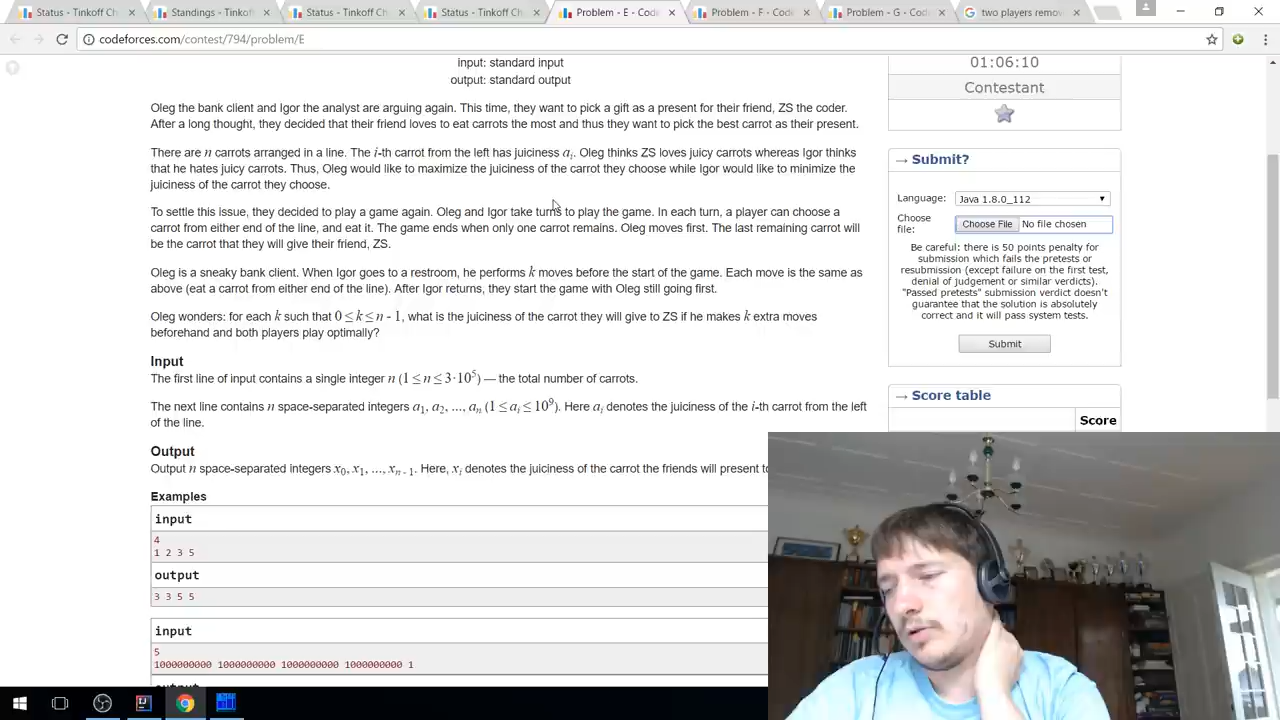 Status - Tinkoff Ch
Standings - Tinkoff
Status - Tinkoff Ch
Status - Tinkoff Ch
Problem - E - Code
Problem - F - Code
Problem - G - Code
two players remov
codeforces.com/contest/794/problem/E
input: standard input
output: standard output
Oleg the bank client and Igor the analyst are arguing again. This time, they want to pick a gift as a present for their friend, ZS the coder.
After a long thought, they decided that their friend loves to eat carrots the most and thus they want to pick the best carrot as their present.
There are n carrots arranged in a line. The i-th carrot from the left has juiciness ai. Oleg thinks ZS loves juicy carrots whereas Igor thinks
that he hates juicy carrots. Thus, Oleg would like to maximize the juiciness of the carrot they choose while Igor would like to minimize the
juiciness of the carrot they choose.
To settle this issue, they decided to play a game again. Oleg and Igor take turns to play the game. In each turn, a player can choose a
carrot from either end of the line, and eat it. The game ends when only one carrot remains. Oleg moves first. The last remaining carrot will
be the carrot that they will give their friend, ZS.
Oleg is a sneaky bank client. When Igor goes to a restroom, he performs k moves before the start of the game. Each move is the same as
above (eat a carrot from either end of the line). After Igor returns, they start the game with Oleg still going first.
Oleg wonders: for each k such that 0 ≤ k ≤ n - 1, what is the juiciness of the carrot they will give to ZS if he makes k extra moves
beforehand and both players play optimally?
Input
The first line of input contains a single integer n (1 ≤ n ≤ 3·10^5) — the total number of carrots.
The next line contains n space-separated integers a1, a2, ..., an (1 ≤ ai ≤ 10^9). Here ai denotes the juiciness of the i-th carrot from the left
of the line.
Output
Output n space-separated integers x0, x1, ..., xn - 1. Here, xi denotes the juiciness of the carrot the friends will present to
Examples
input
4
1 2 3 5
output
3 3 5 5
input
5
1000000000 1000000000 1000000000 1000000000 1
01:06:10
Contestant
→ Submit?
Language: Java 1.8.0_112
Choose file: Choose File No file chosen
Be careful: there is 50 points penalty for
submission which fails the pretests or
resubmission (except failure on the first test,
denial of judgement or similar verdicts).
"Passed pretests" submission verdict doesn't
guarantee that the solution is absolutely
correct and it will pass system tests.
Submit
→ Score table
Score